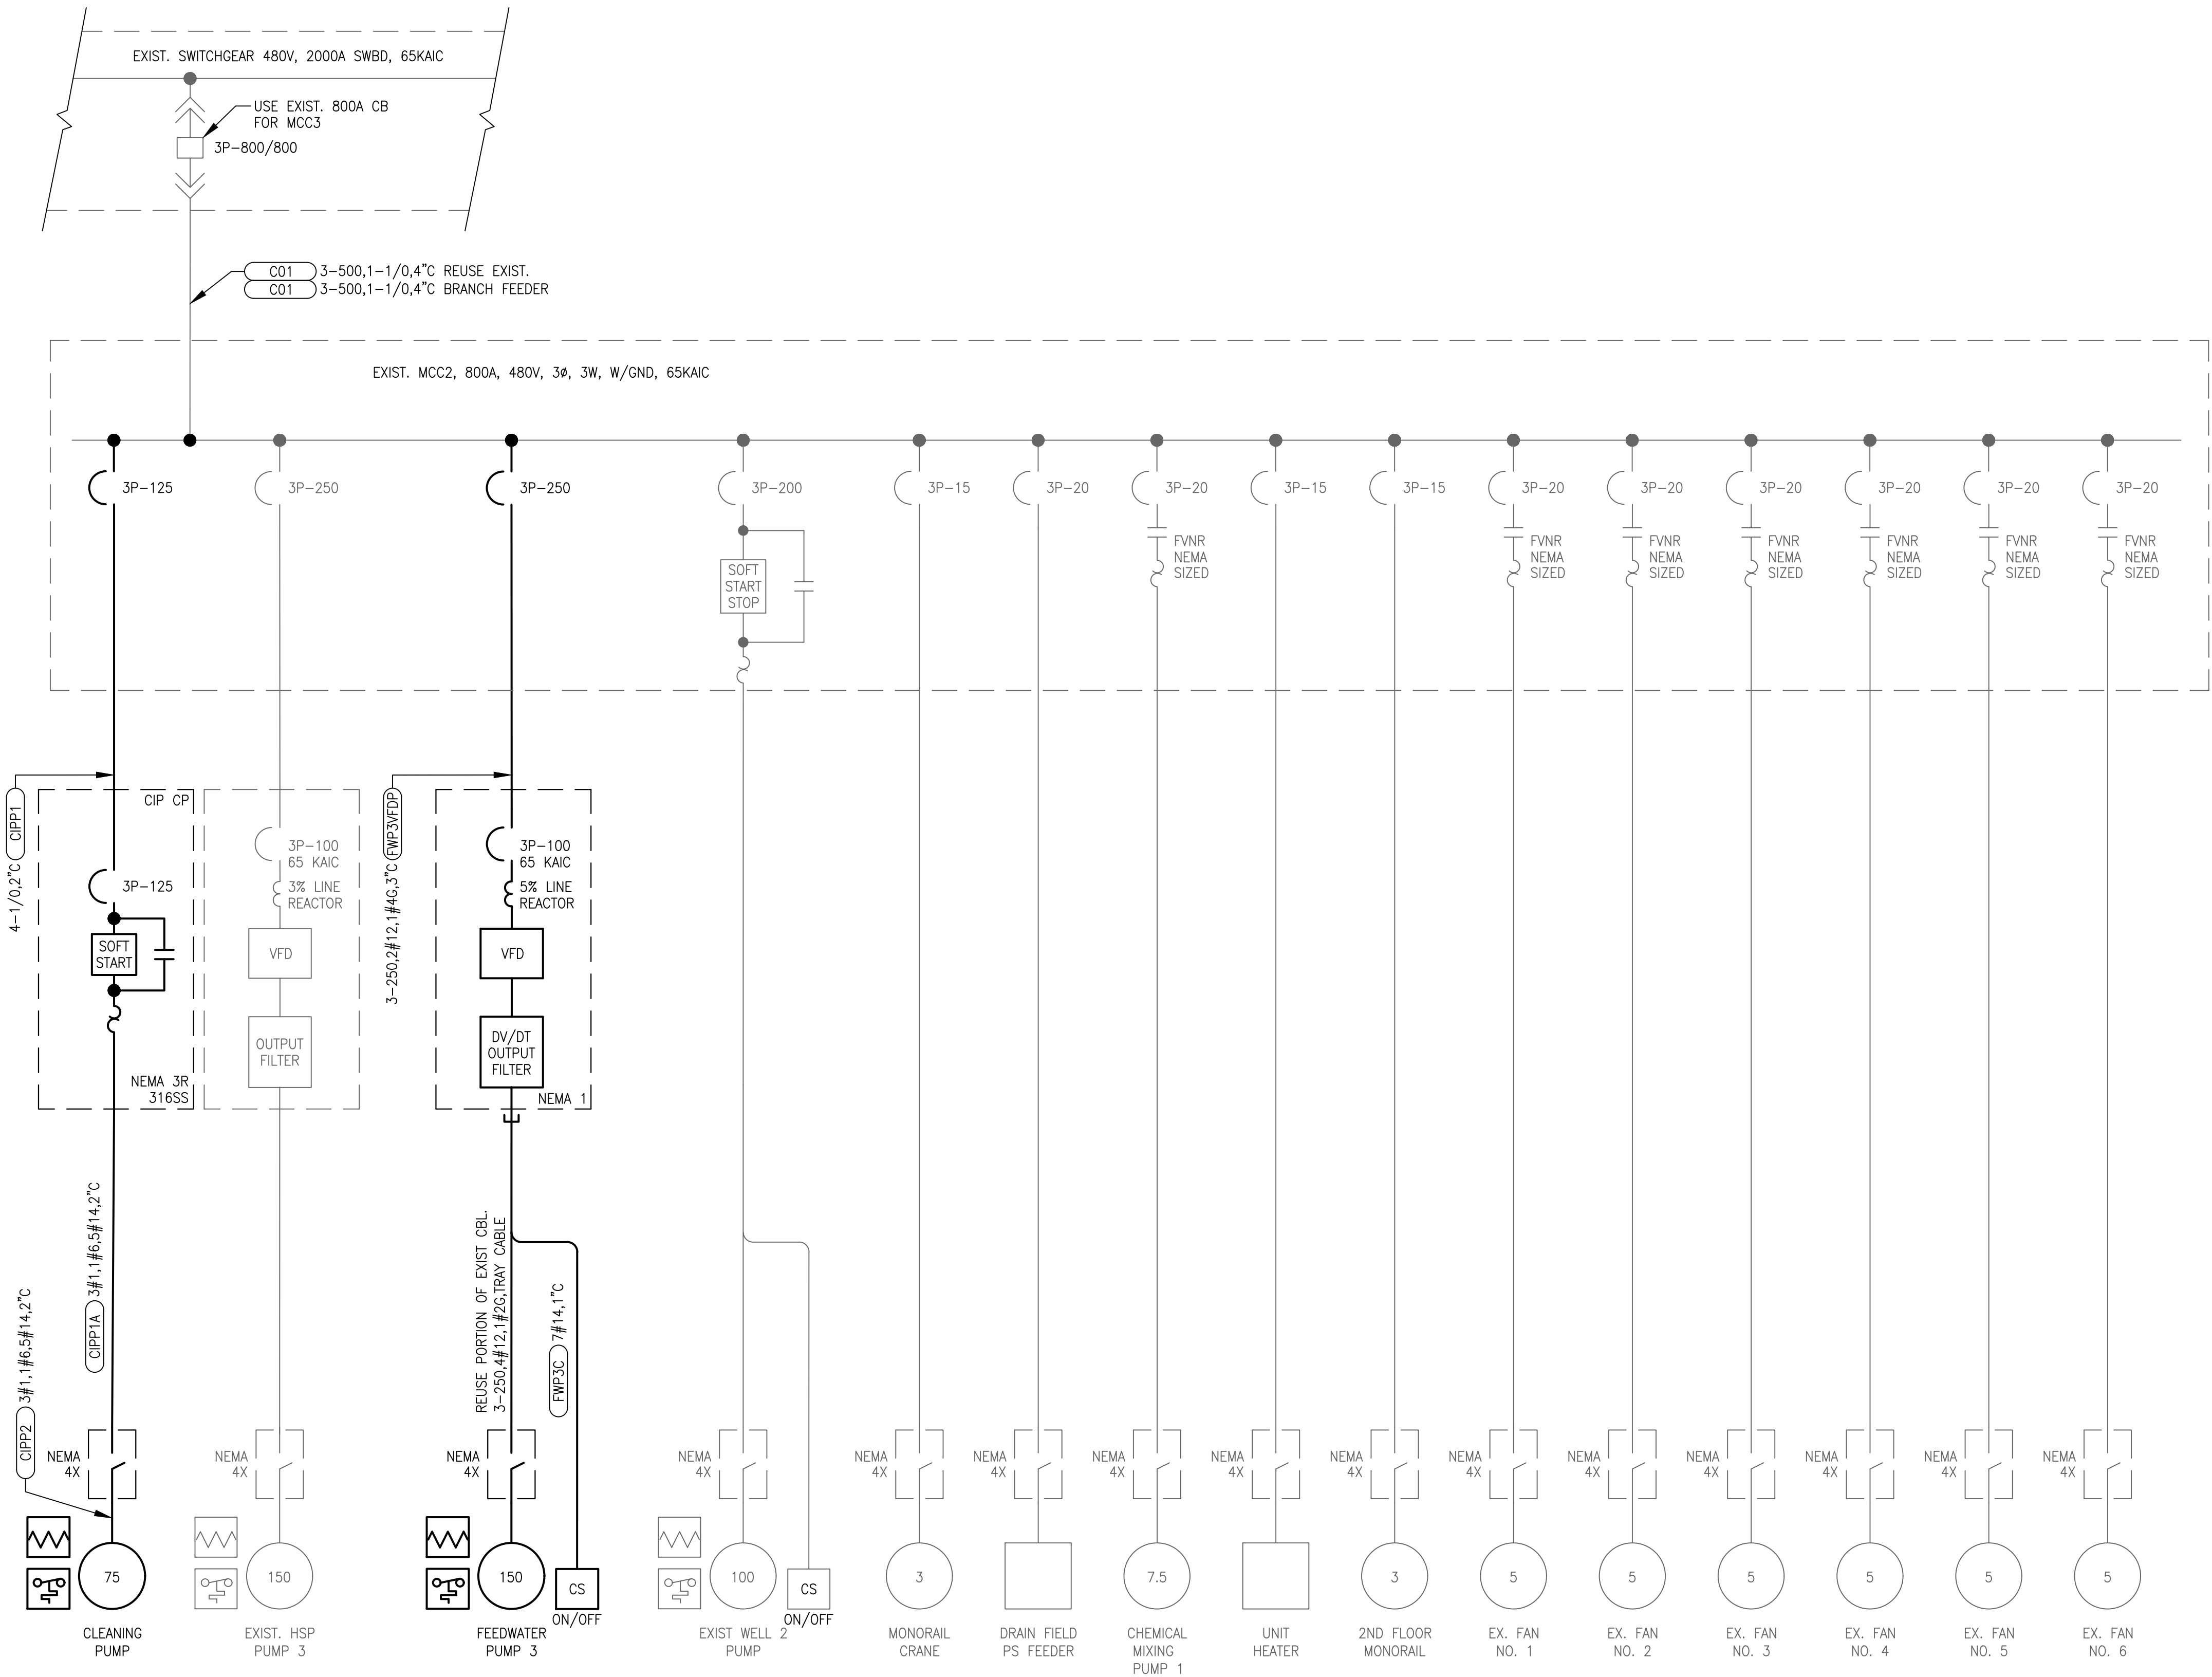 EXIST. SWITCHGEAR 480V, 2000A SWBD, 65KAIC
USE EXIST. 800A CB
FOR MCC3
3P-800/800
C01 3-500,1-1/0,4"C REUSE EXIST.
C01 3-500,1-1/0,4"C BRANCH FEEDER
EXIST. MCC2, 800A, 480V, 3ø, 3W, W/GND, 65KAIC
3P-125
3P-250
3P-250
3P-200
3P-15
3P-20
3P-20
3P-15
3P-15
3P-20
3P-20
3P-20
3P-20
3P-20
3P-20
SOFT
START
STOP
FVNR
NEMA
SIZED
FVNR
NEMA
SIZED
FVNR
NEMA
SIZED
FVNR
NEMA
SIZED
FVNR
NEMA
SIZED
FVNR
NEMA
SIZED
FVNR
NEMA
SIZED
4-1/0,2"C CIPP1
CIP CP
3P-125
SOFT
START
NEMA 3R
316SS
3P-100
65 KAIC
3% LINE
REACTOR
VFD
OUTPUT
FILTER
3-250,2#12,1#4G,3"C FWP3VFDP
3P-100
65 KAIC
5% LINE
REACTOR
VFD
DV/DT
OUTPUT
FILTER
NEMA 1
CIPP2 3#1,1#6,5#14,2"C
CIPP1A 3#1,1#6,5#14,2"C
REUSE PORTION OF EXIST CBL.
3-250,4#12,1#2G,TRAY CABLE
FWP3C 7#14,1"C
NEMA
4X
NEMA
4X
NEMA
4X
NEMA
4X
NEMA
4X
NEMA
4X
NEMA
4X
NEMA
4X
NEMA
4X
NEMA
4X
NEMA
4X
NEMA
4X
NEMA
4X
NEMA
4X
NEMA
4X
75
150
150
CS
ON/OFF
100
CS
ON/OFF
3
7.5
3
5
5
5
5
5
5
CLEANING
PUMP
EXIST. HSP
PUMP 3
FEEDWATER
PUMP 3
EXIST WELL 2
PUMP
MONORAIL
CRANE
DRAIN FIELD
PS FEEDER
CHEMICAL
MIXING
PUMP 1
UNIT
HEATER
2ND FLOOR
MONORAIL
EX. FAN
NO. 1
EX. FAN
NO. 2
EX. FAN
NO. 3
EX. FAN
NO. 4
EX. FAN
NO. 5
EX. FAN
NO. 6